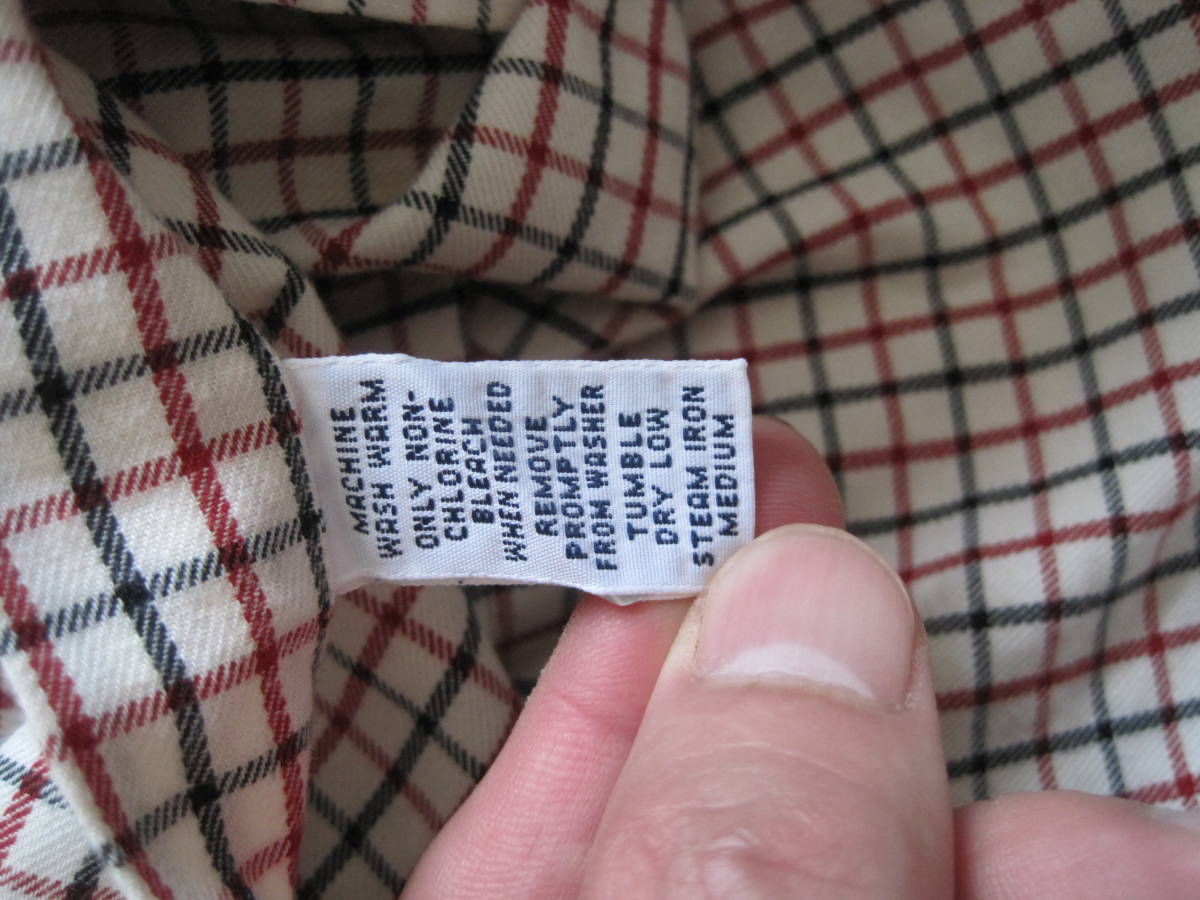 MACHINE
WASH WARM
ONLY NON-
CHLORINE
BLEACH
WHEN NEEDED
REMOVE
PROMPTLY
FROM WASHER
TUMBLE
DRY LOW
STEAM IRON
MEDIUM